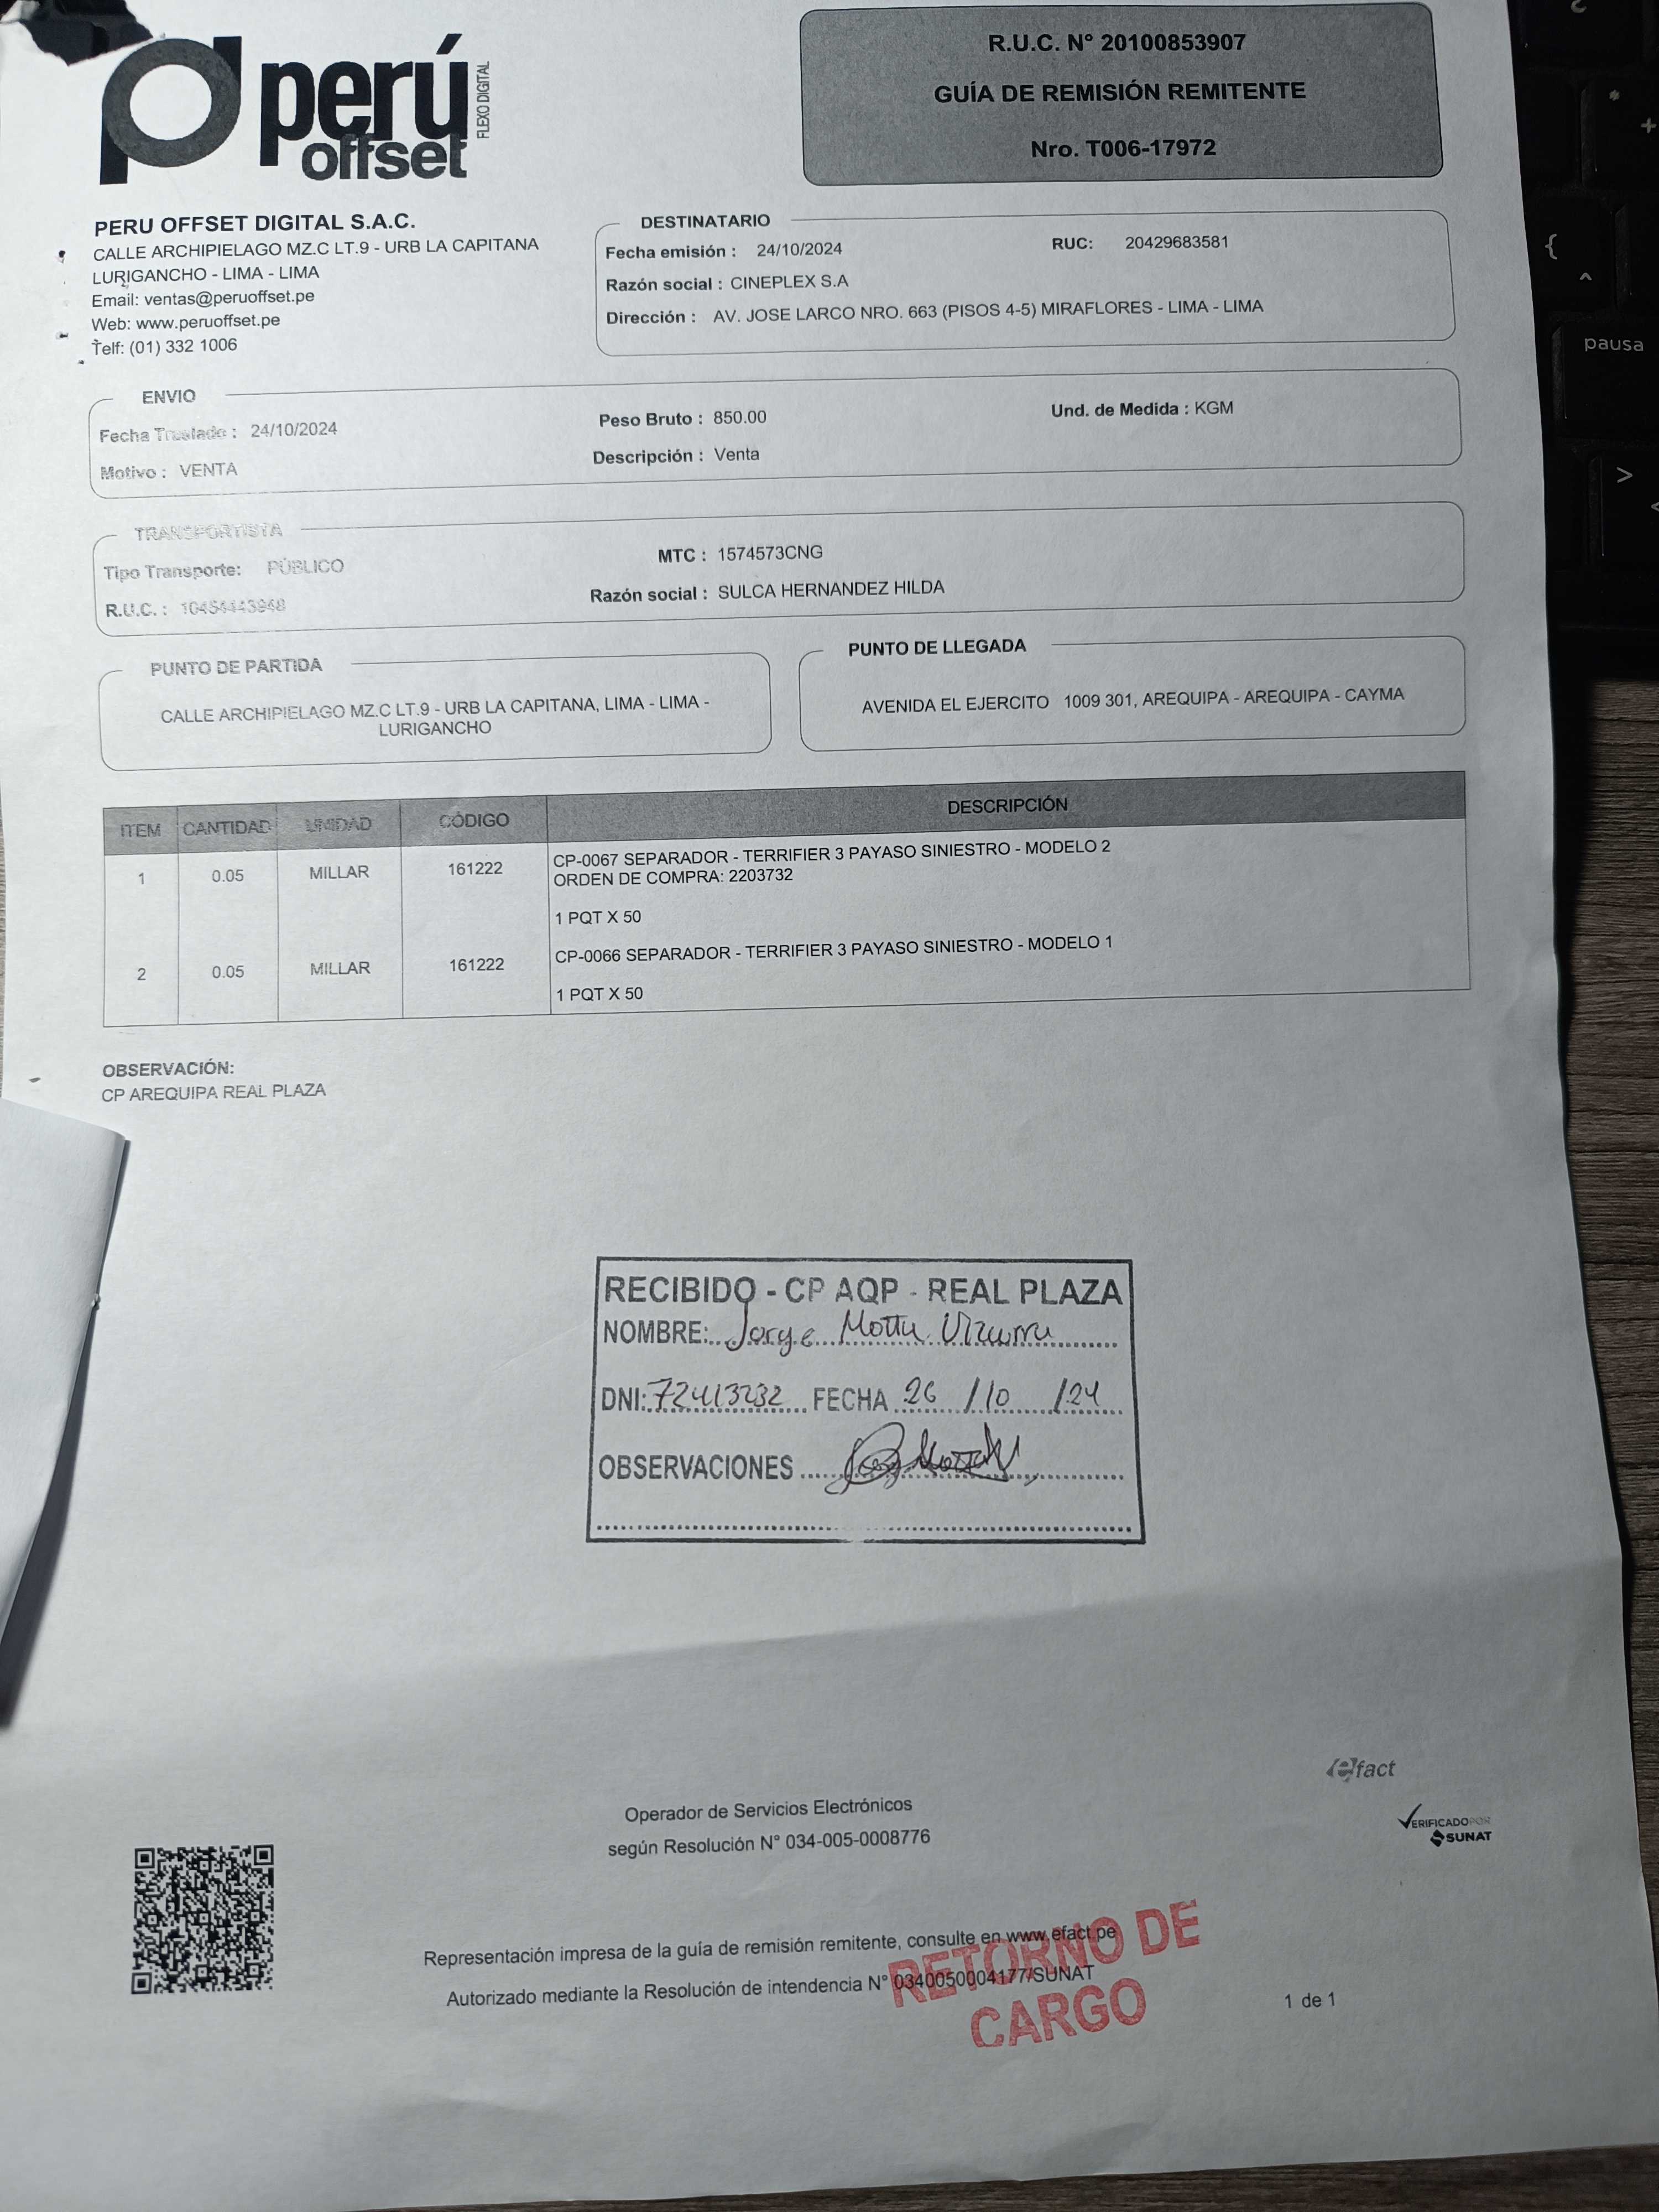 perú
offset
FLEXO DIGITAL
R.U.C. N° 20100853907
GUÍA DE REMISIÓN REMITENTE
Nro. T006-17972
PERU OFFSET DIGITAL S.A.C.
CALLE ARCHIPIELAGO MZ.C LT.9 - URB LA CAPITANA
LURIGANCHO - LIMA - LIMA
Email: ventas@peruoffset.pe
Web: www.peruoffset.pe
Telf: (01) 332 1006
DESTINATARIO
Fecha emisión : 24/10/2024 RUC: 20429683581
Razón social : CINEPLEX S.A
Dirección : AV. JOSE LARCO NRO. 663 (PISOS 4-5) MIRAFLORES - LIMA - LIMA
ENVIO
Fecha Traslado : 24/10/2024 Peso Bruto : 850.00 Und. de Medida : KGM
Motivo : VENTA Descripción : Venta
TRANSPORTISTA
Tipo Transporte: PÚBLICO MTC : 1574573CNG
R.U.C. : 10454443948 Razón social : SULCA HERNANDEZ HILDA
PUNTO DE PARTIDA
CALLE ARCHIPIELAGO MZ.C LT.9 - URB LA CAPITANA, LIMA - LIMA -
LURIGANCHO
PUNTO DE LLEGADA
AVENIDA EL EJERCITO 1009 301, AREQUIPA - AREQUIPA - CAYMA
ITEM CANTIDAD UNIDAD CÓDIGO DESCRIPCIÓN
1 0.05 MILLAR 161222 CP-0067 SEPARADOR - TERRIFIER 3 PAYASO SINIESTRO - MODELO 2
ORDEN DE COMPRA: 2203732
1 PQT X 50
2 0.05 MILLAR 161222 CP-0066 SEPARADOR - TERRIFIER 3 PAYASO SINIESTRO - MODELO 1
1 PQT X 50
OBSERVACIÓN:
CP AREQUIPA REAL PLAZA
RECIBIDO - CP AQP - REAL PLAZA
NOMBRE: Jorge Motta
DNI: 72413232 FECHA 26 / 10 / 24
OBSERVACIONES
efact
VERIFICADO POR
SUNAT
Operador de Servicios Electrónicos
según Resolución N° 034-005-0008776
Representación impresa de la guía de remisión remitente, consulte en www.efact.pe
Autorizado mediante la Resolución de intendencia N° 0340050004177/SUNAT
RETORNO DE
CARGO
1 de 1
*
+
{
^
pausa
>
<